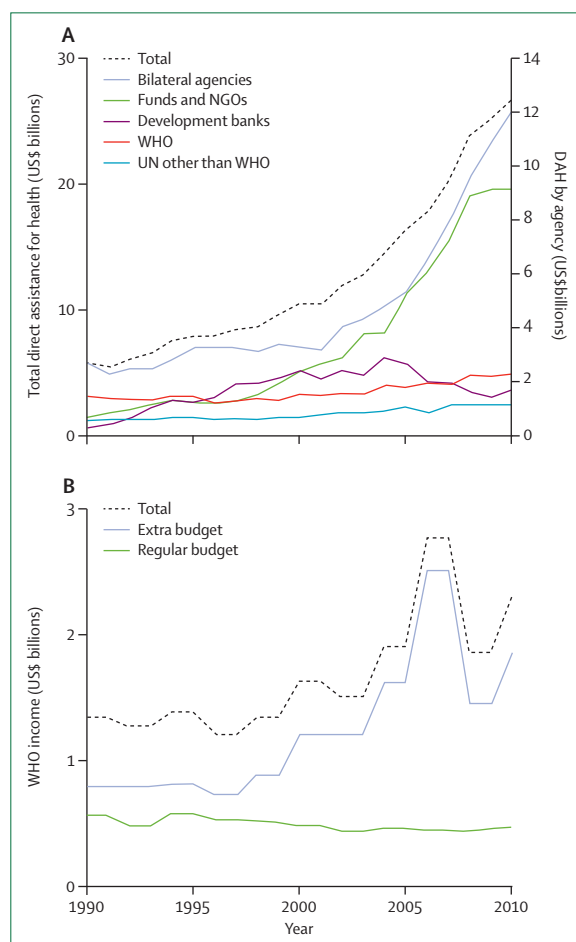 A
30
20
10
0
Total direct assistance for health (US$ billions)
14
12
10
8
6
4
2
0
DAH by agency (US$billions)
Total
Bilateral agencies
Funds and NGOs
Development banks
WHO
UN other than WHO
B
3
2
1
0
WHO income (US$ billions)
Total
Extra budget
Regular budget
1990
1995
2000
2005
2010
Year